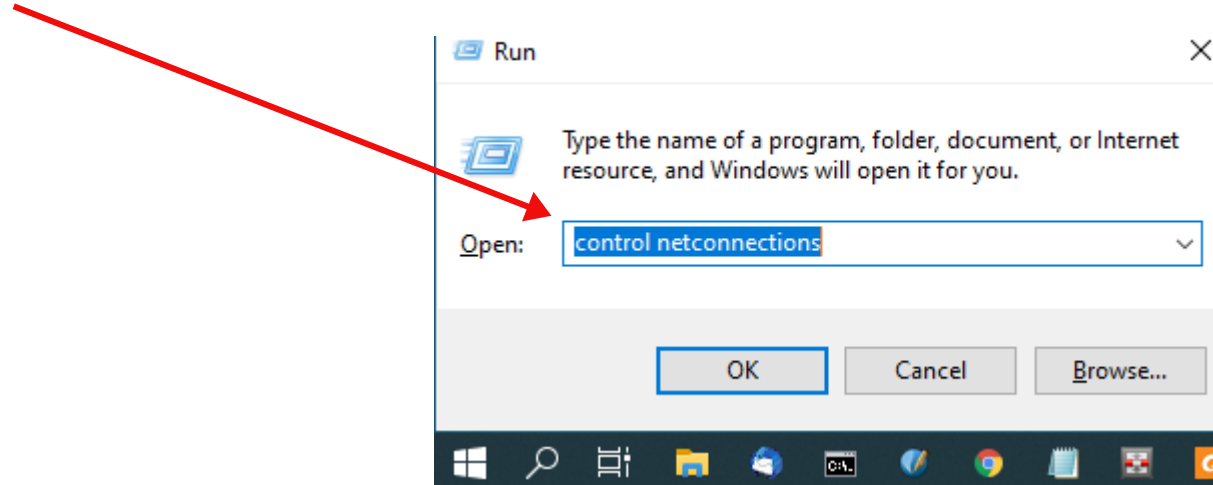 Run
Type the name of a program, folder, document, or Internet
resource, and Windows will open it for you.
Open: control netconnections
OK Cancel Browse...
C:\.